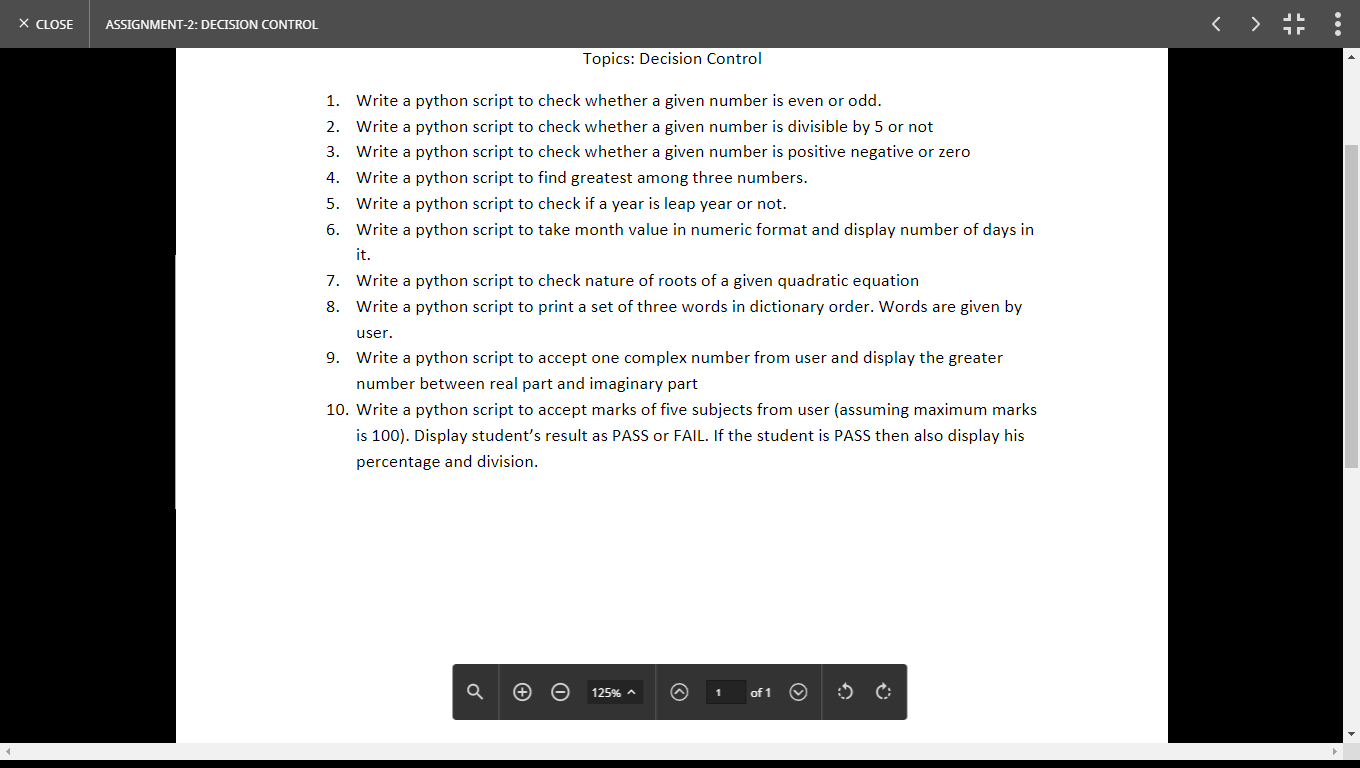 × CLOSE
ASSIGNMENT-2: DECISION CONTROL
Topics: Decision Control
1. Write a python script to check whether a given number is even or odd.
2. Write a python script to check whether a given number is divisible by 5 or not
3. Write a python script to check whether a given number is positive negative or zero
4. Write a python script to find greatest among three numbers.
5. Write a python script to check if a year is leap year or not.
6. Write a python script to take month value in numeric format and display number of days in
it.
7. Write a python script to check nature of roots of a given quadratic equation
8. Write a python script to print a set of three words in dictionary order. Words are given by
user.
9. Write a python script to accept one complex number from user and display the greater
number between real part and imaginary part
10. Write a python script to accept marks of five subjects from user (assuming maximum marks
is 100). Display student’s result as PASS or FAIL. If the student is PASS then also display his
percentage and division.
125%
1 of 1